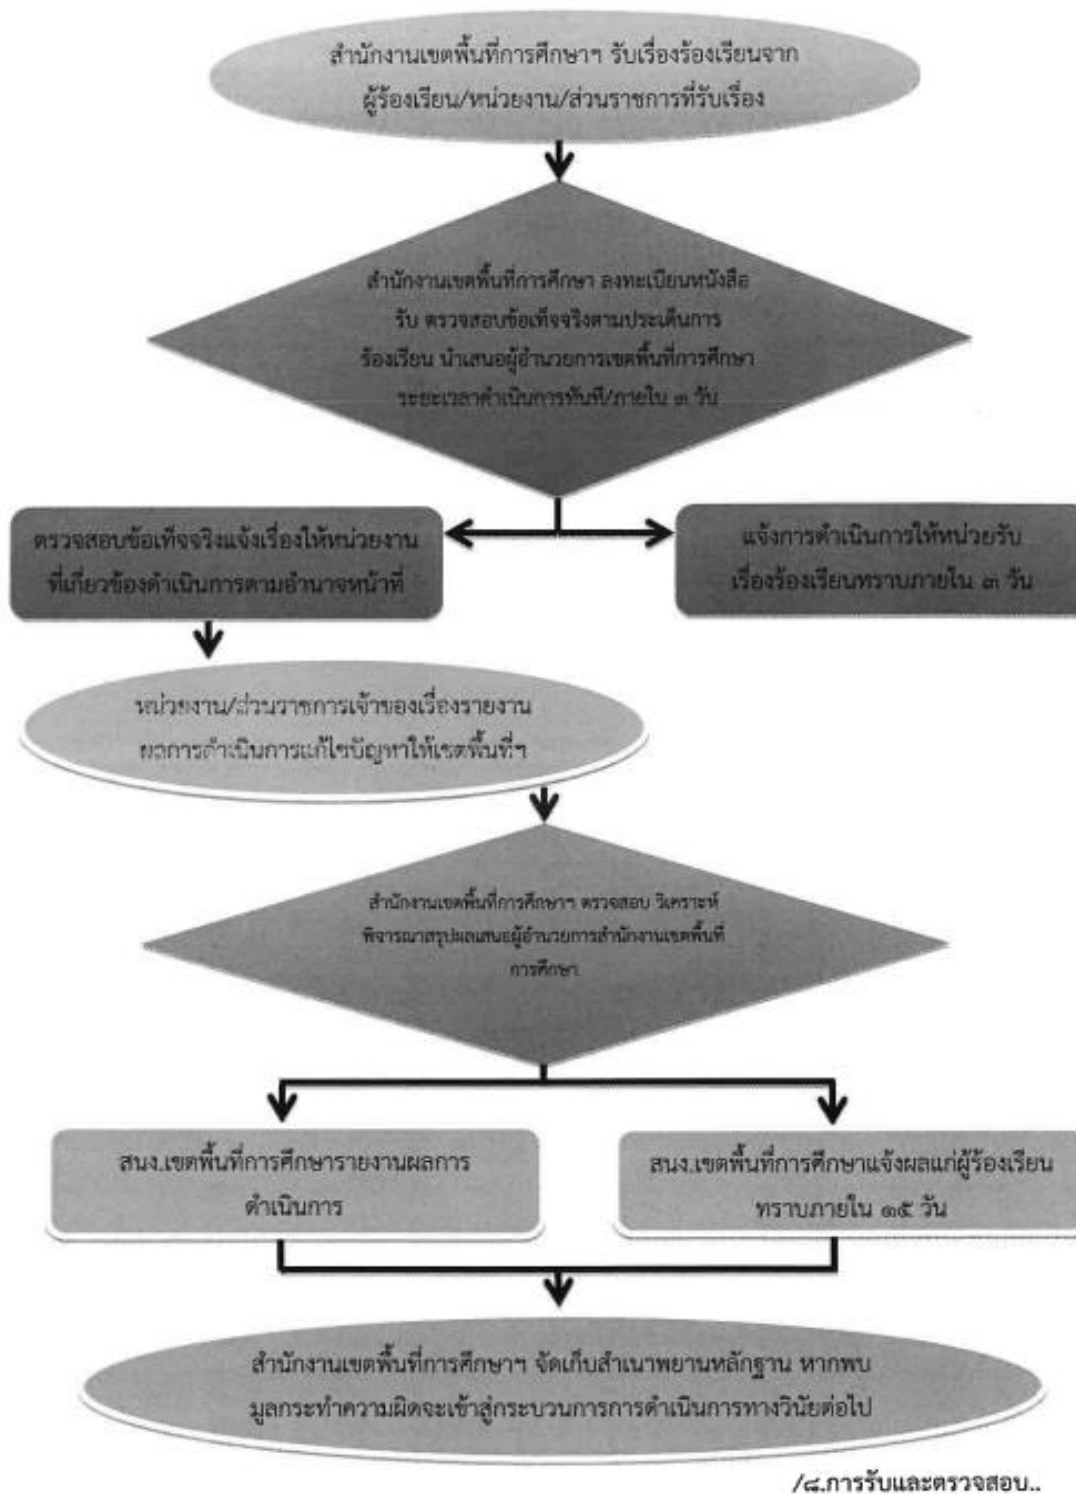 สำนักงานเขตพื้นที่การศึกษาฯ รับเรื่องร้องเรียนจาก
ผู้ร้องเรียน/หน่วยงาน/ส่วนราชการที่รับเรื่อง
สำนักงานเขตพื้นที่การศึกษา ลงทะเบียนหนังสือ
รับ ตรวจสอบข้อเท็จจริงตามประเด็นการ
ร้องเรียน นำเสนอผู้อำนวยการเขตพื้นที่การศึกษา
ระยะเวลาดำเนินการทันที/ภายใน ๓ วัน
ตรวจสอบข้อเท็จจริงแจ้งเรื่องให้หน่วยงาน
ที่เกี่ยวข้องดำเนินการตามอำนาจหน้าที่
แจ้งการดำเนินการให้หน่วยรับ
เรื่องร้องเรียนทราบภายใน ๓ วัน
หน่วยงาน/ส่วนราชการเจ้าของเรื่องรายงาน
ผลการดำเนินการแก้ไขปัญหาให้เขตพื้นที่ฯ
สำนักงานเขตพื้นที่การศึกษาฯ ตรวจสอบ วิเคราะห์
พิจารณาสรุปผลเสนอผู้อำนวยการสำนักงานเขตพื้นที่
การศึกษา
สนง.เขตพื้นที่การศึกษารายงานผลการ
ดำเนินการ
สนง.เขตพื้นที่การศึกษาแจ้งผลแก่ผู้ร้องเรียน
ทราบภายใน ๑๕ วัน
สำนักงานเขตพื้นที่การศึกษาฯ จัดเก็บสำเนาพยานหลักฐาน หากพบ
มูลกระทำความผิดจะเข้าสู่กระบวนการการดำเนินการทางวินัยต่อไป
/๘.การรับและตรวจสอบ..